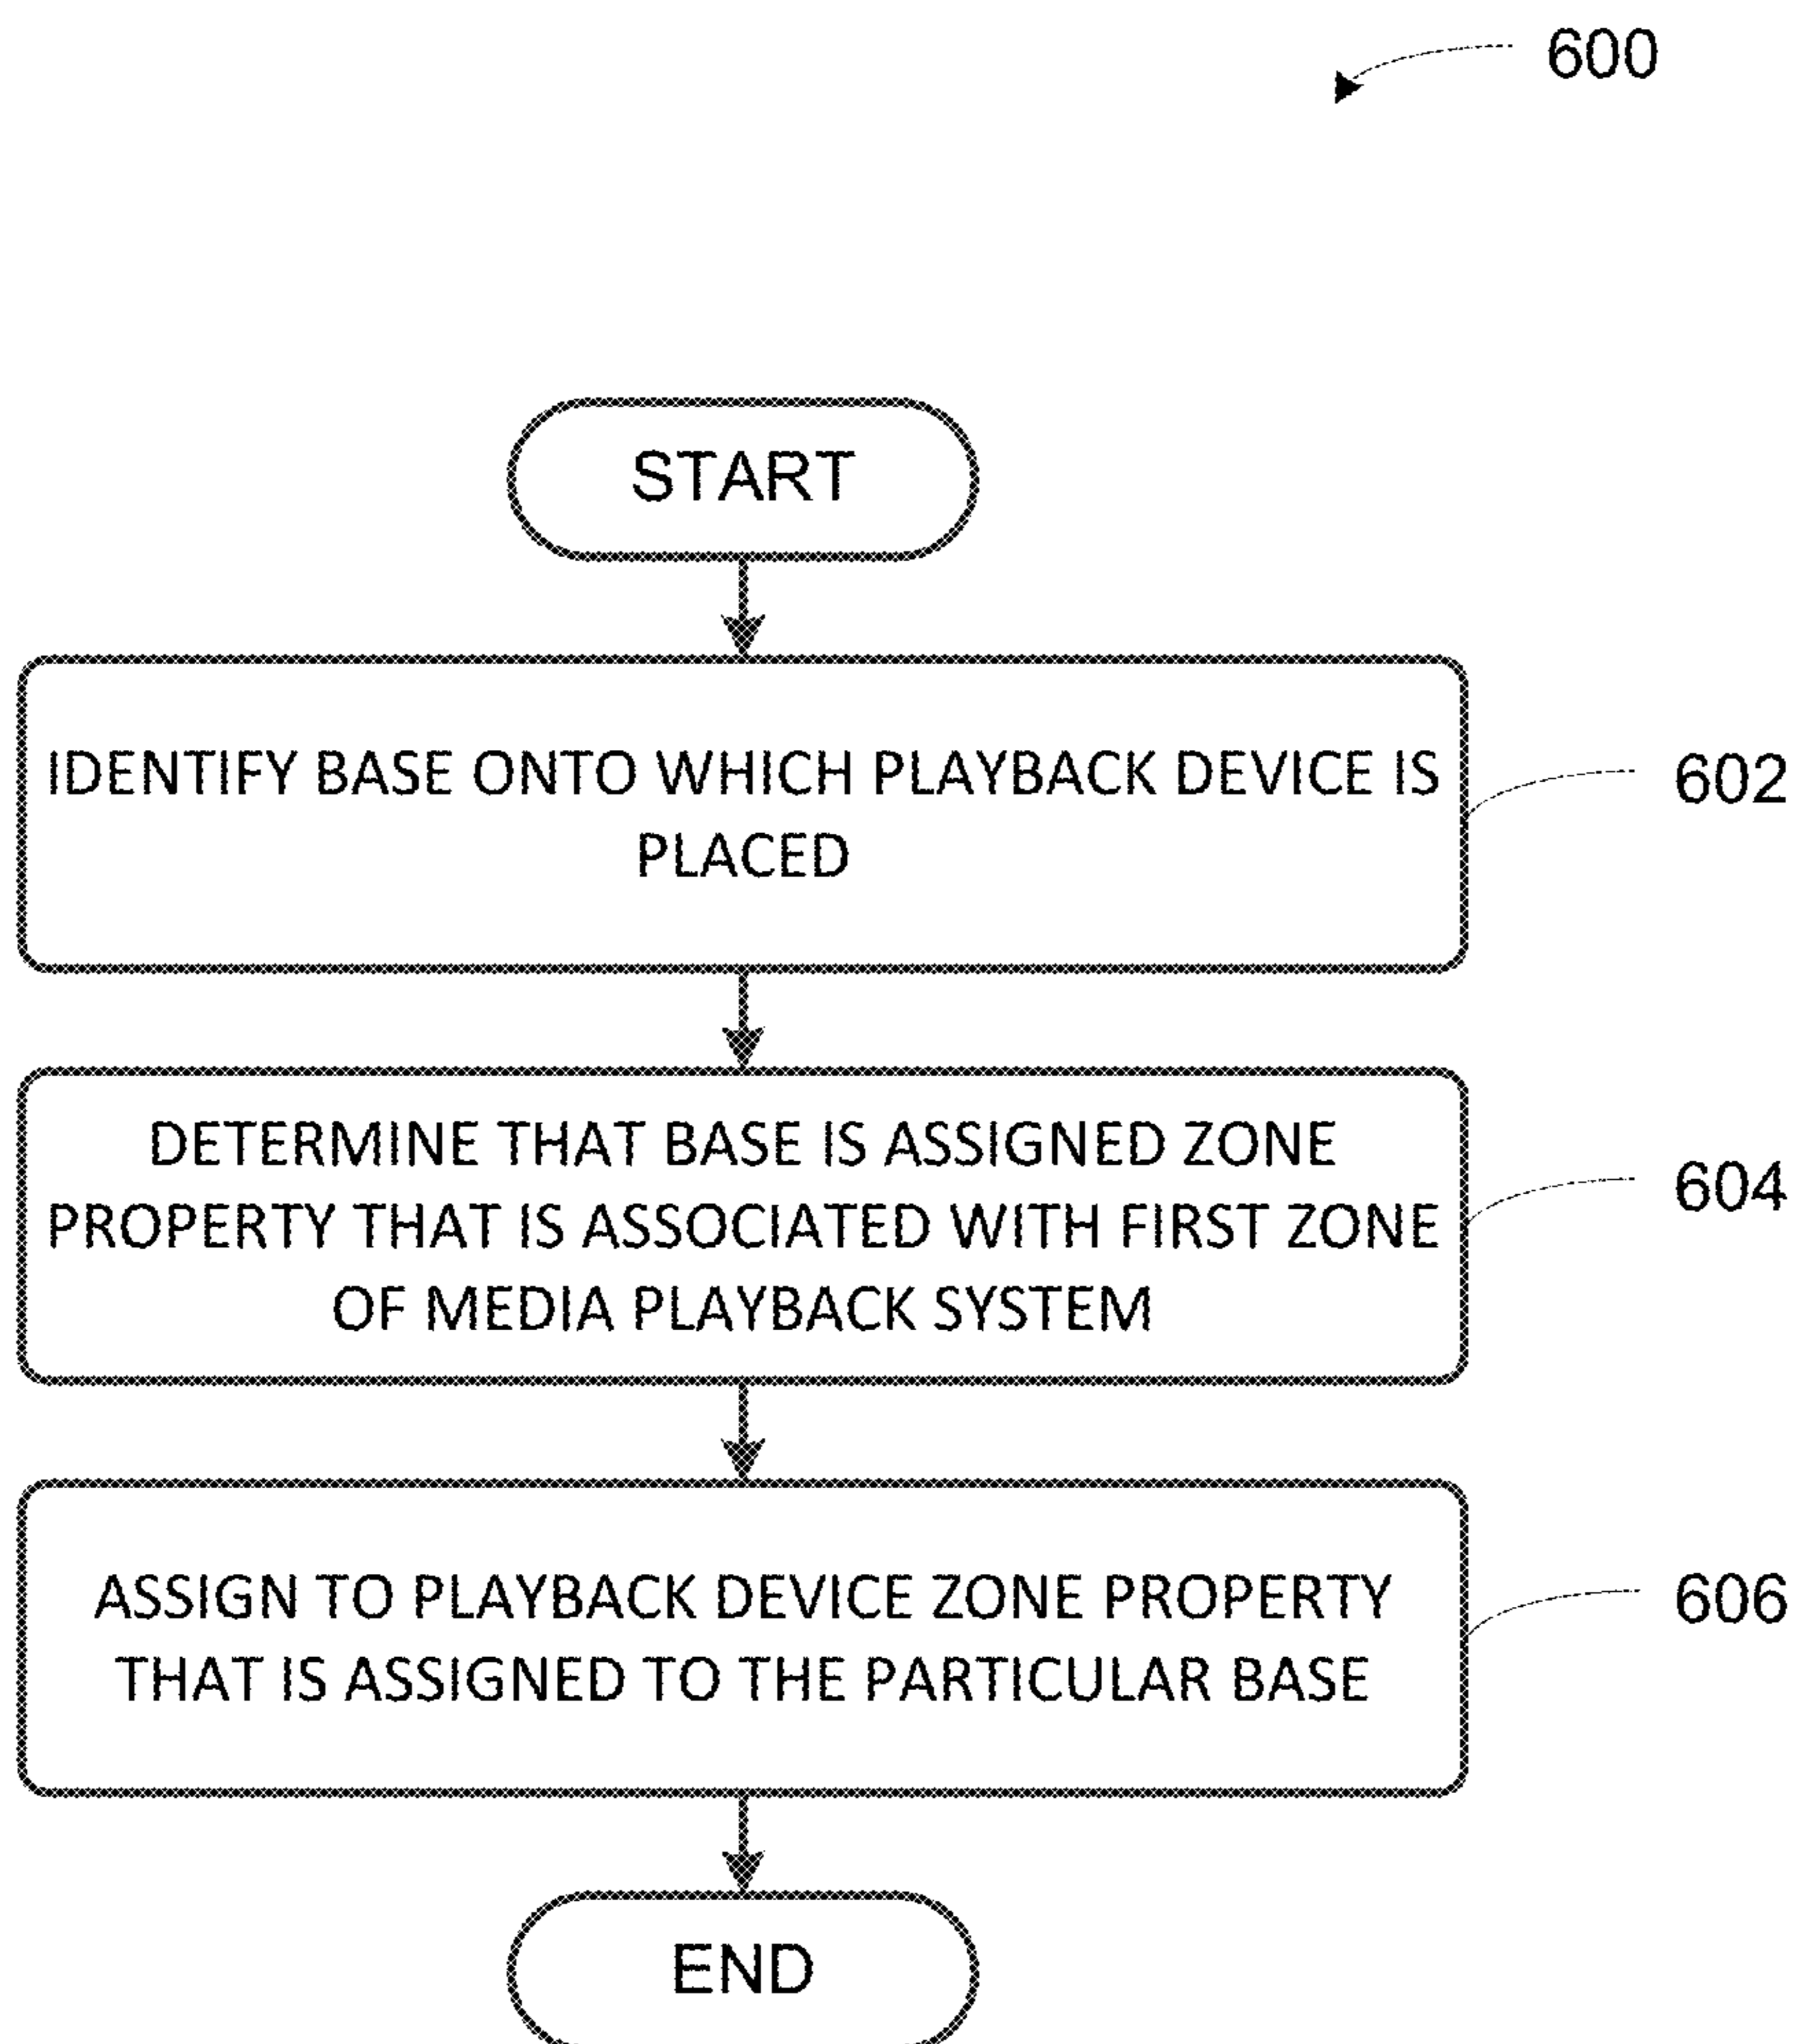 600
START
IDENTIFY BASE ONTO WHICH PLAYBACK DEVICE IS
PLACED
602
DETERMINE THAT BASE IS ASSIGNED ZONE
PROPERTY THAT IS ASSOCIATED WITH FIRST ZONE
OF MEDIA PLAYBACK SYSTEM
604
ASSIGN TO PLAYBACK DEVICE ZONE PROPERTY
THAT IS ASSIGNED TO THE PARTICULAR BASE
606
END